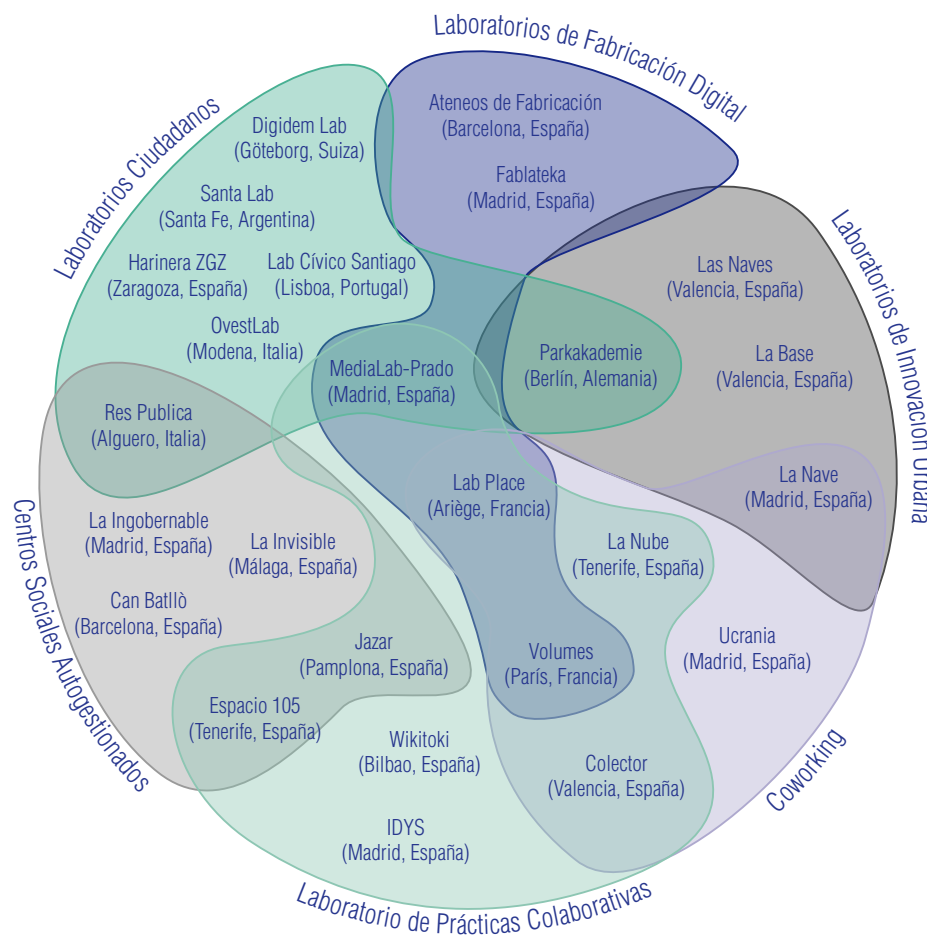 Laboratorios de Fabricación Digital
Laboratorios Ciudadanos
Laboratorios de Innovación Urbana
Ateneos de Fabricación
(Barcelona, España)
Fablateka
(Madrid, España)
Digidem Lab
(Göteborg, Suiza)
Santa Lab
(Santa Fe, Argentina)
Harinera ZGZ
(Zaragoza, España)
Lab Cívico Santiago
(Lisboa, Portugal)
OvestLab
(Modena, Italia)
Las Naves
(Valencia, España)
La Base
(Valencia, España)
Parkakademie
(Berlín, Alemania)
MediaLab-Prado
(Madrid, España)
Res Publica
(Alguero, Italia)
Lab Place
(Ariège, Francia)
La Nave
(Madrid, España)
La Ingobernable
(Madrid, España)
La Invisible
(Málaga, España)
La Nube
(Tenerife, España)
Can Batllò
(Barcelona, España)
Jazar
(Pamplona, España)
Volumes
(París, Francia)
Ucrania
(Madrid, España)
Espacio 105
(Tenerife, España)
Wikitoki
(Bilbao, España)
Colector
(Valencia, España)
IDYS
(Madrid, España)
Centros Sociales Autogestionados
Coworking
Laboratorio de Prácticas Colaborativas